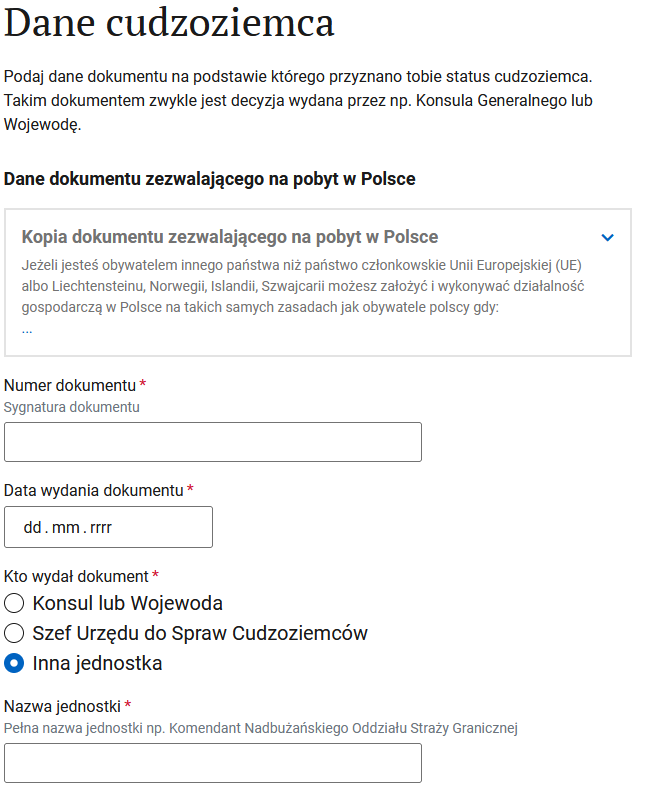 Dane cudzoziemca
Podaj dane dokumentu na podstawie którego przyznano tobie status cudzoziemca.
Takim dokumentem zwykle jest decyzja wydana przez np. Konsula Generalnego lub
Wojewodę.
Dane dokumentu zezwalającego na pobyt w Polsce
Kopia dokumentu zezwalającego na pobyt w Polsce
Jeżeli jesteś obywatelem innego państwa niż państwo członkowskie Unii Europejskiej (UE)
albo Liechtensteinu, Norwegii, Islandii, Szwajcarii możesz założyć i wykonywać działalność
gospodarczą w Polsce na takich samych zasadach jak obywatele polscy gdy:
...
Numer dokumentu *
Sygnatura dokumentu
Data wydania dokumentu *
dd . mm . rrrr
Kto wydał dokument *
Konsul lub Wojewoda
Szef Urzędu do Spraw Cudzoziemców
Inna jednostka
Nazwa jednostki *
Pełna nazwa jednostki np. Komendant Nadbużańskiego Oddziału Straży Granicznej